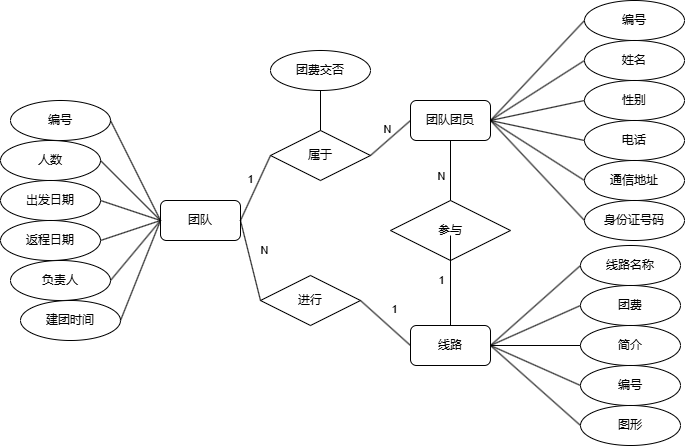 编号
姓名
团费交否
性别
团队团员
编号
N
电话
属于
人数
1
N
通信地址
出发日期
团队
身份证号码
参与
返程日期
N
线路名称
负责人
1
进行
团费
1
建团时间
线路
简介
编号
图形